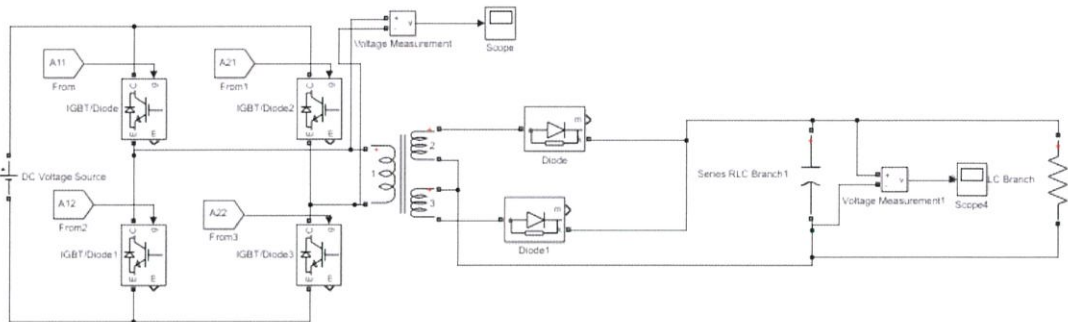 Voltage Measurement
Scope
A11
From
IGBT/Diode
A21
From1
IGBT/Diode2
DC Voltage Source
A12
From2
IGBT/Diode1
A22
From3
IGBT/Diode3
1
2
3
Diode
Diode1
Series RLC Branch1
Voltage Measurement1
Scope4
LC Branch
C
g
E
m
C
g
E
m
C
g
E
m
C
g
E
m
+
-
v
+
-
v
m
a
k